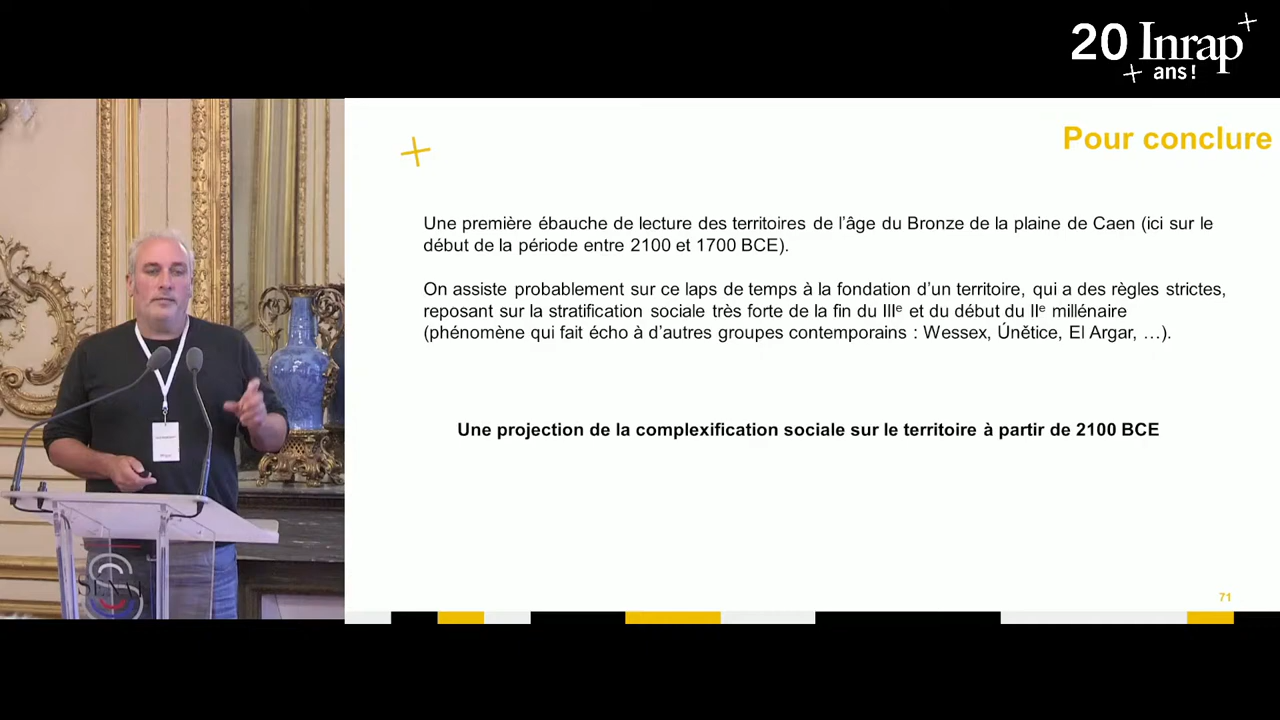 20 Inrap
ans !
Pour conclure
Une première ébauche de lecture des territoires de l’âge du Bronze de la plaine de Caen (ici sur le
début de la période entre 2100 et 1700 BCE).
On assiste probablement sur ce laps de temps à la fondation d’un territoire, qui a des règles strictes,
reposant sur la stratification sociale très forte de la fin du IIIᵉ et du début du IIᵉ millénaire
(phénomène qui fait écho à d’autres groupes contemporains : Wessex, Únětice, El Argar, …).
Une projection de la complexification sociale sur le territoire à partir de 2100 BCE
71
SENAT